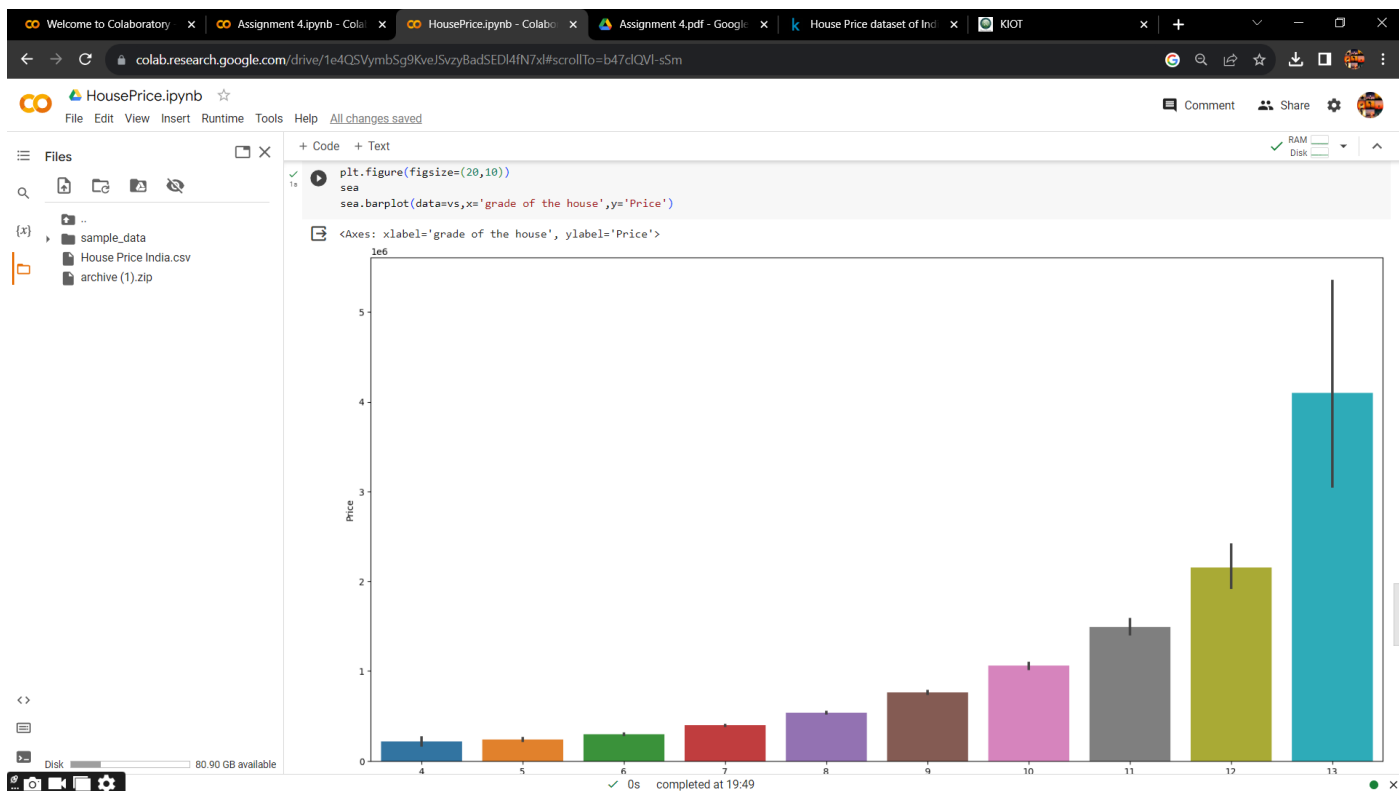 Welcome to Colaboratory
Assignment 4.ipynb - Colal
HousePrice.ipynb - Colabo
Assignment 4.pdf - Google
House Price dataset of Ind
KIOT
colab.research.google.com/drive/1e4QSVymbSg9KveJSvzyBadSEDl4fN7xl#scrollTo=b47clQVl-sSm
HousePrice.ipynb
File Edit View Insert Runtime Tools Help All changes saved
Comment Share
Files
+ Code + Text
RAM
Disk
..
sample_data
House Price India.csv
archive (1).zip
{x}
1s
plt.figure(figsize=(20,10))
sea
sea.barplot(data=vs,x='grade of the house',y='Price')
<Axes: xlabel='grade of the house', ylabel='Price'>
1e6
5
4
3
2
1
0
Price
4 5 6 7 8 9 10 11 12 13
Disk 80.90 GB available
0s completed at 19:49